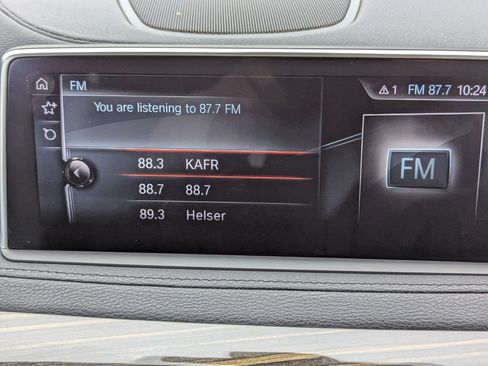 FM
⚠ 1 FM 87.7 10:24
You are listening to 87.7 FM
88.3 KAFR
88.7 88.7
89.3 Helser
FM